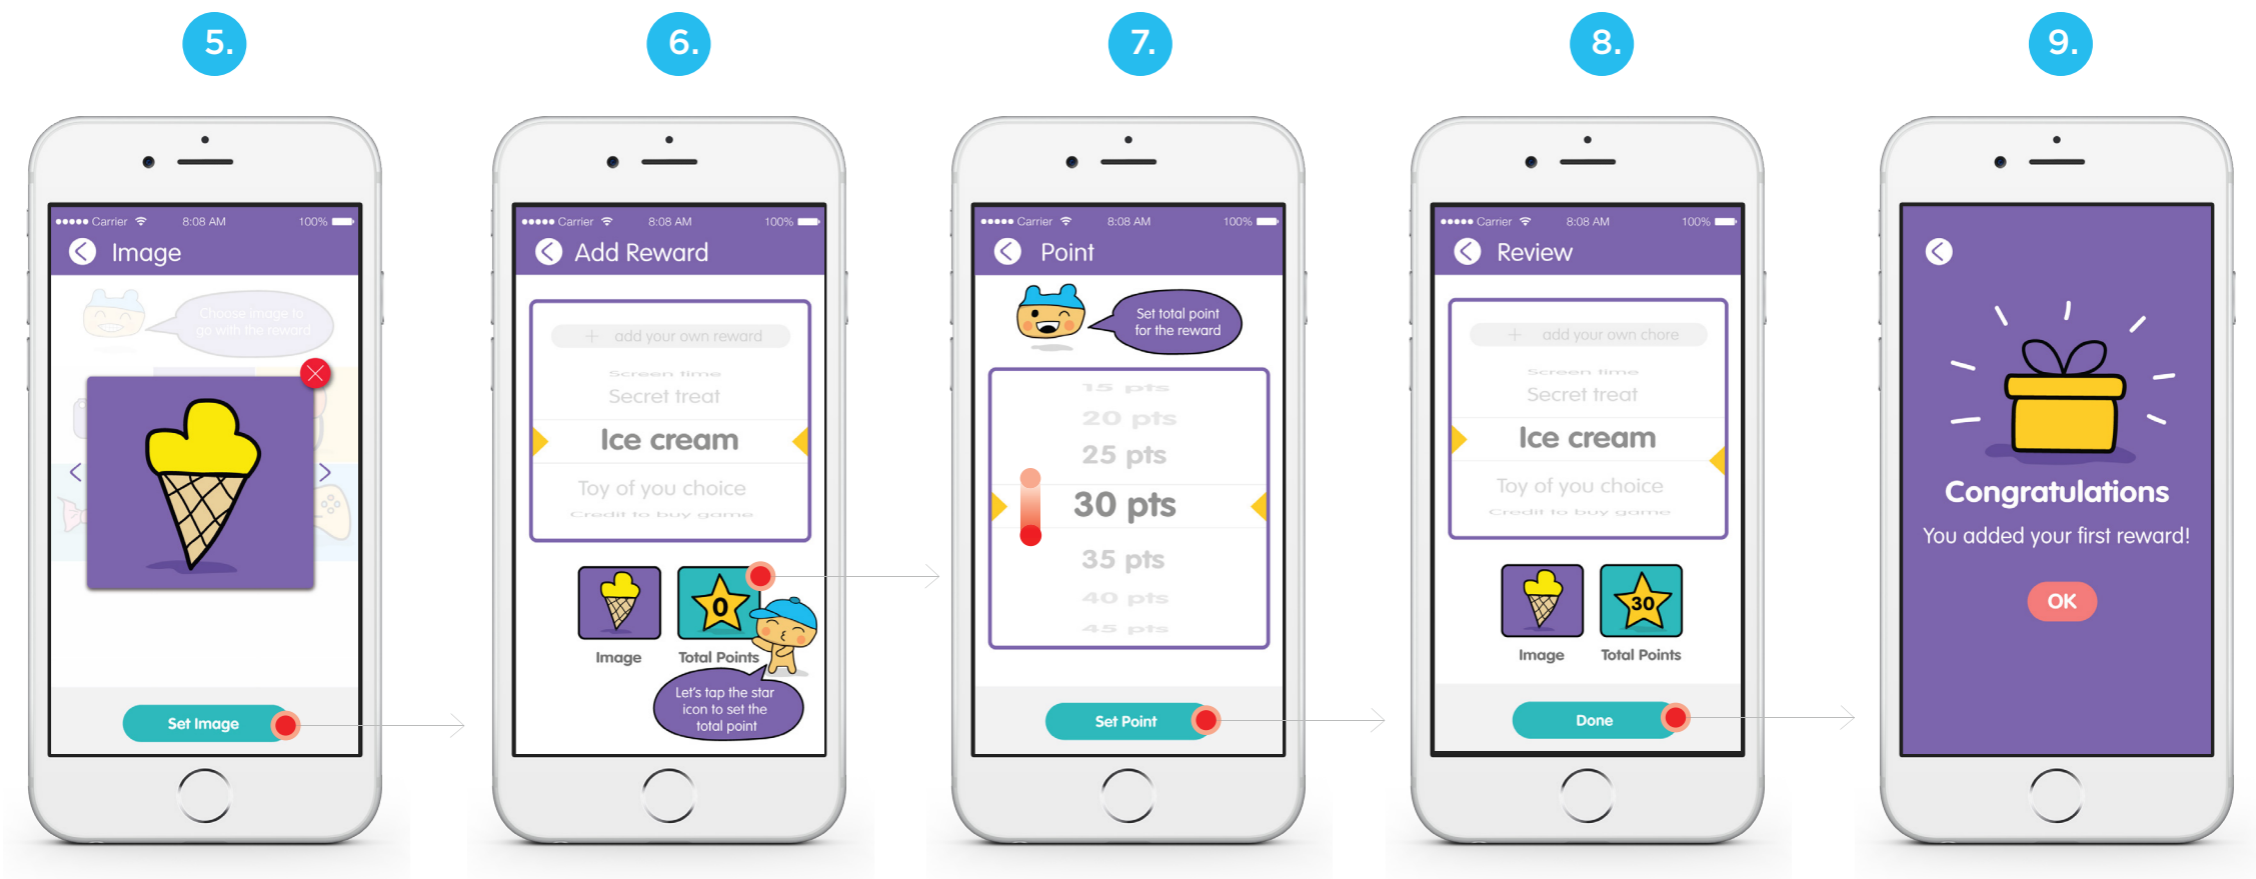 5.
6.
7.
8.
9.
Carrier
8:08 AM
100%
Image
Choose image to
go with the reward
Set Image
Carrier
8:08 AM
100%
Add Reward
+ add your own reward
Screen time
Secret treat
Ice cream
Toy of you choice
Credit to buy game
0
Image
Total Points
Let's tap the star
icon to set the
total point
Carrier
8:08 AM
100%
Point
Set total point
for the reward
15 pts
20 pts
25 pts
30 pts
35 pts
40 pts
45 pts
Set Point
Carrier
8:08 AM
100%
Review
+ add your own chore
Screen time
Secret treat
Ice cream
Toy of you choice
Credit to buy game
30
Image
Total Points
Done
Congratulations
You added your first reward!
OK